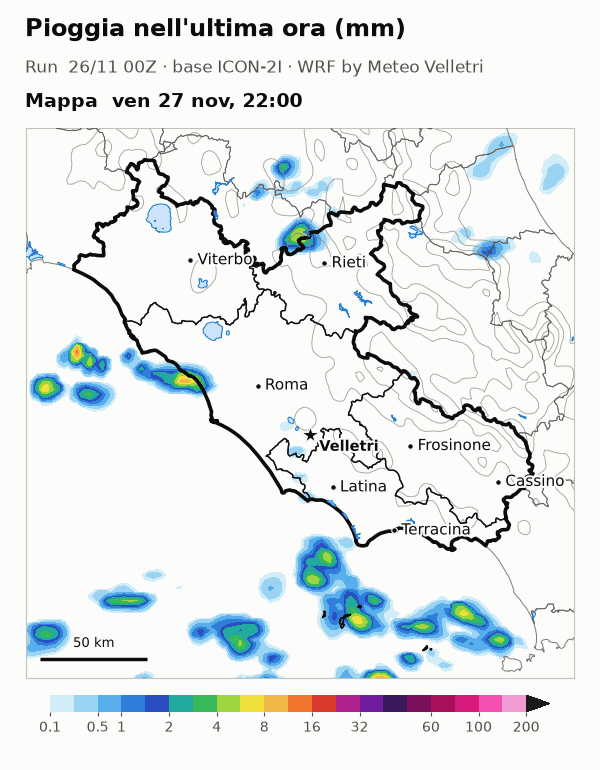 Pioggia nell'ultima ora (mm)
Run  26/11 00Z · base ICON-2I · WRF by Meteo Velletri
Mappa  ven 27 nov, 22:00
Viterbo
Rieti
Roma
Velletri
Frosinone
Latina
Cassino
Terracina
50 km
0.1 0.5 1 2 4 8 16 32 60 100 200